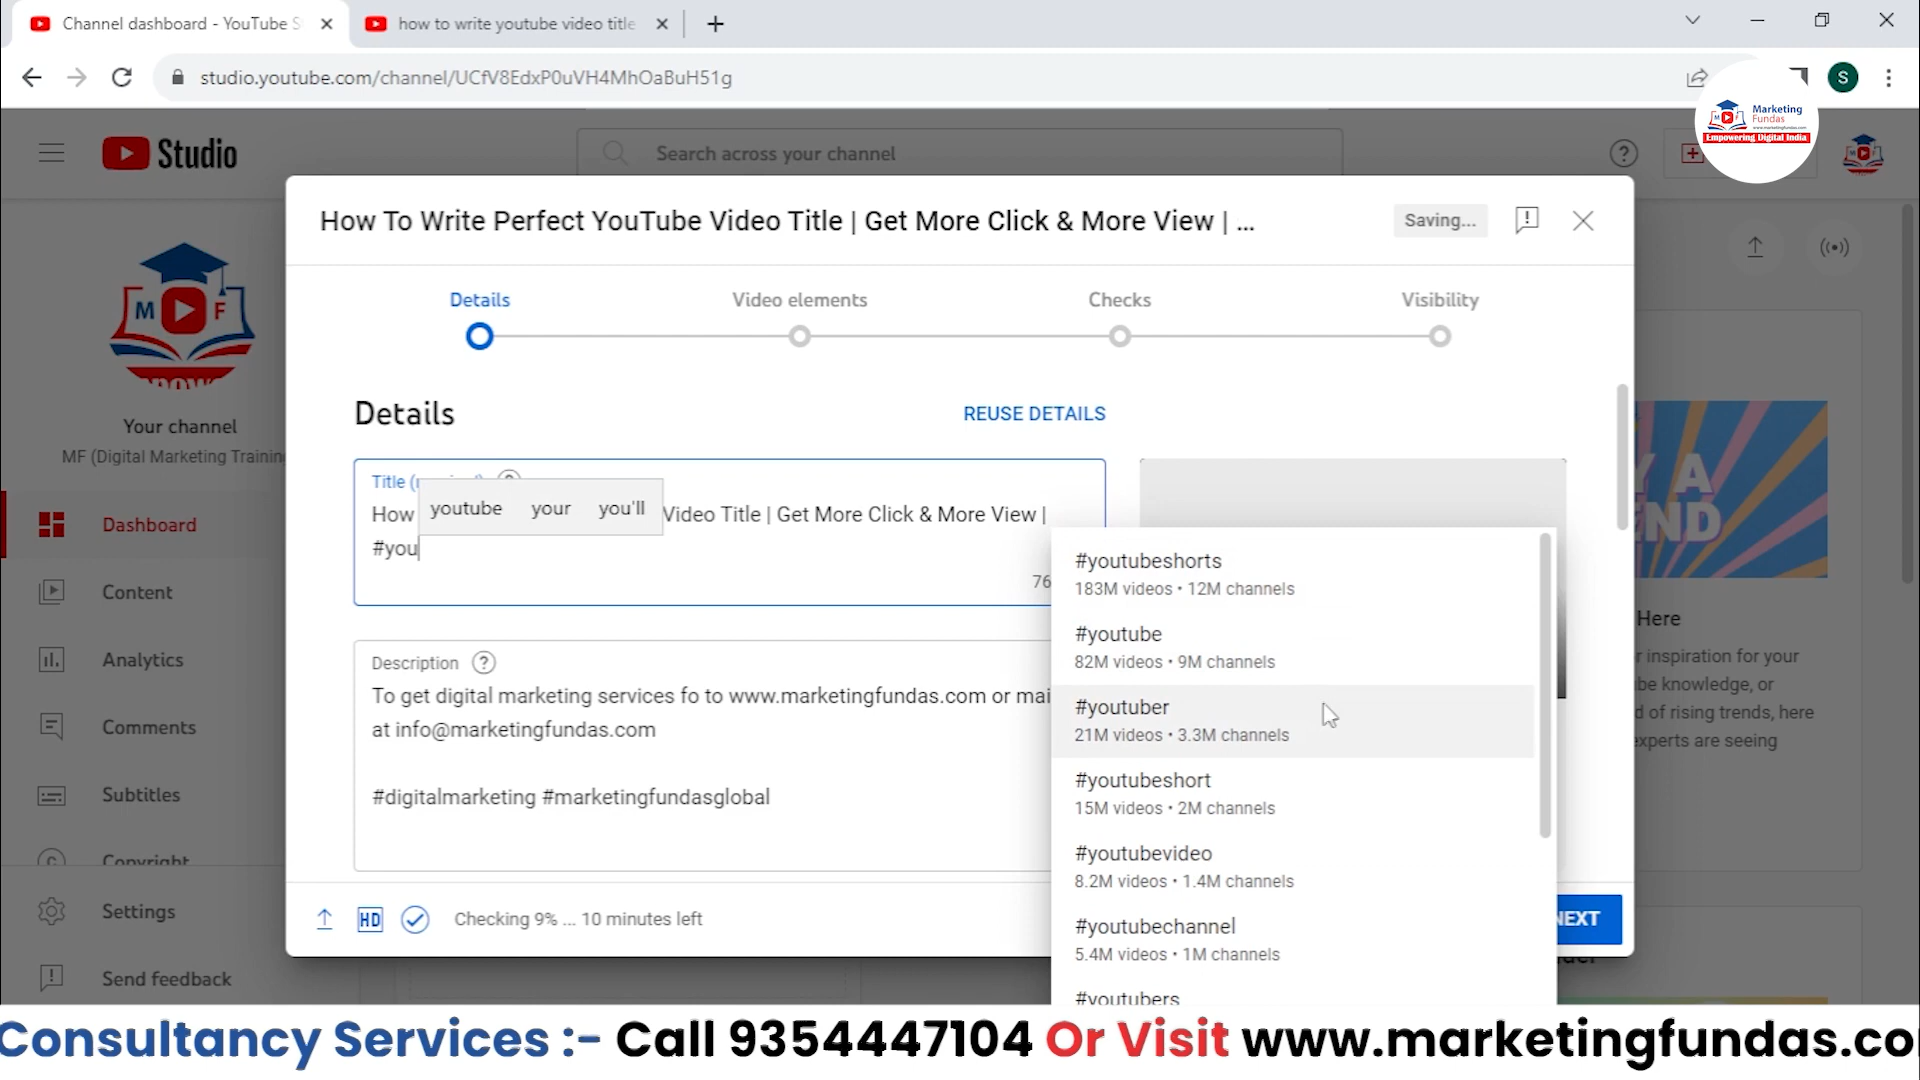 Channel dashboard - YouTube S
how to write youtube video title
studio.youtube.com/channel/UCfV8EdxP0uVH4MhOaBuH51g
S
Marketing
Fundas
www.marketingfundas.com
Empowering Digital India
M F
Studio
Search across your channel
How To Write Perfect YouTube Video Title | Get More Click & More View | ...
Saving...
Details
Video elements
Checks
Visibility
M F
Your channel
MF (Digital Marketing Training
Dashboard
Content
Analytics
Comments
Subtitles
Copyright
Settings
Send feedback
Details
REUSE DETAILS
Title (
youtube your you'll
How Video Title | Get More Click & More View |
#you
76
Description
To get digital marketing services fo to www.marketingfundas.com or mai
at info@marketingfundas.com
#digitalmarketing #marketingfundasglobal
#youtubeshorts
183M videos • 12M channels
#youtube
82M videos • 9M channels
#youtuber
21M videos • 3.3M channels
#youtubeshort
15M videos • 2M channels
#youtubevideo
8.2M videos • 1.4M channels
#youtubechannel
5.4M videos • 1M channels
#youtubers
Y A
END
Here
r inspiration for your
be knowledge, or
d of rising trends, here
experts are seeing
HD
Checking 9% ... 10 minutes left
NEXT
Consultancy Services :- Call 9354447104 Or Visit www.marketingfundas.co